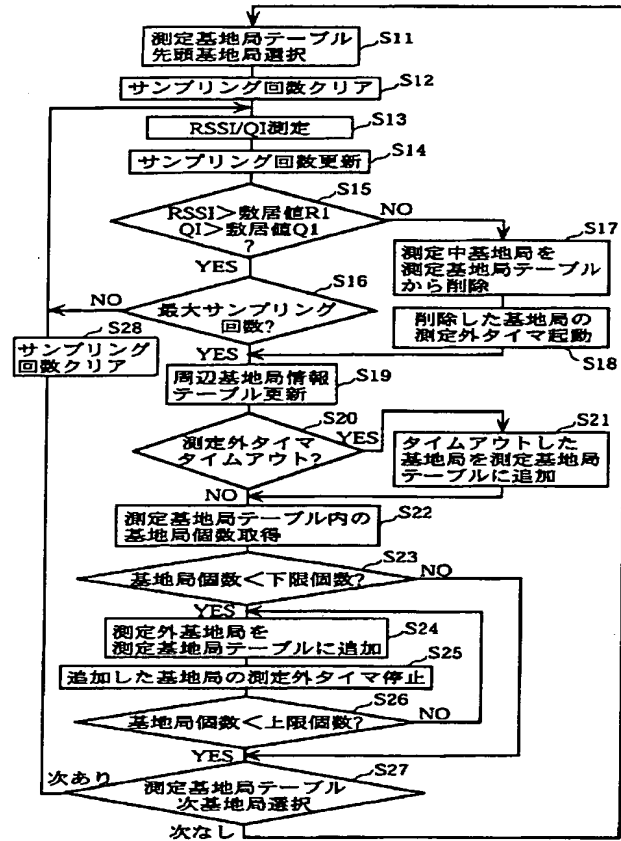 測定基地局テーブル
先頭基地局選択
S11
サンプリング回数クリア
S12
RSSI/QI測定
S13
サンプリング回数更新
S14
RSSI＞敷居値R1
QI＞敷居値Q1
?
S15
NO
YES
測定中基地局を
測定基地局テーブル
から削除
S17
最大サンプリング
回数?
S16
NO
YES
削除した基地局の
測定外タイマ起動
S18
サンプリング
回数クリア
S28
周辺基地局情報
テーブル更新
S19
測定外タイマ
タイムアウト?
S20
YES
NO
タイムアウトした
基地局を測定基地局
テーブルに追加
S21
測定基地局テーブル内の
基地局個数取得
S22
基地局個数＜下限個数?
S23
NO
YES
測定外基地局を
測定基地局テーブルに追加
S24
追加した基地局の測定外タイマ停止
S25
基地局個数＜上限個数?
S26
NO
YES
測定基地局テーブル
次基地局選択
S27
次あり
次なし